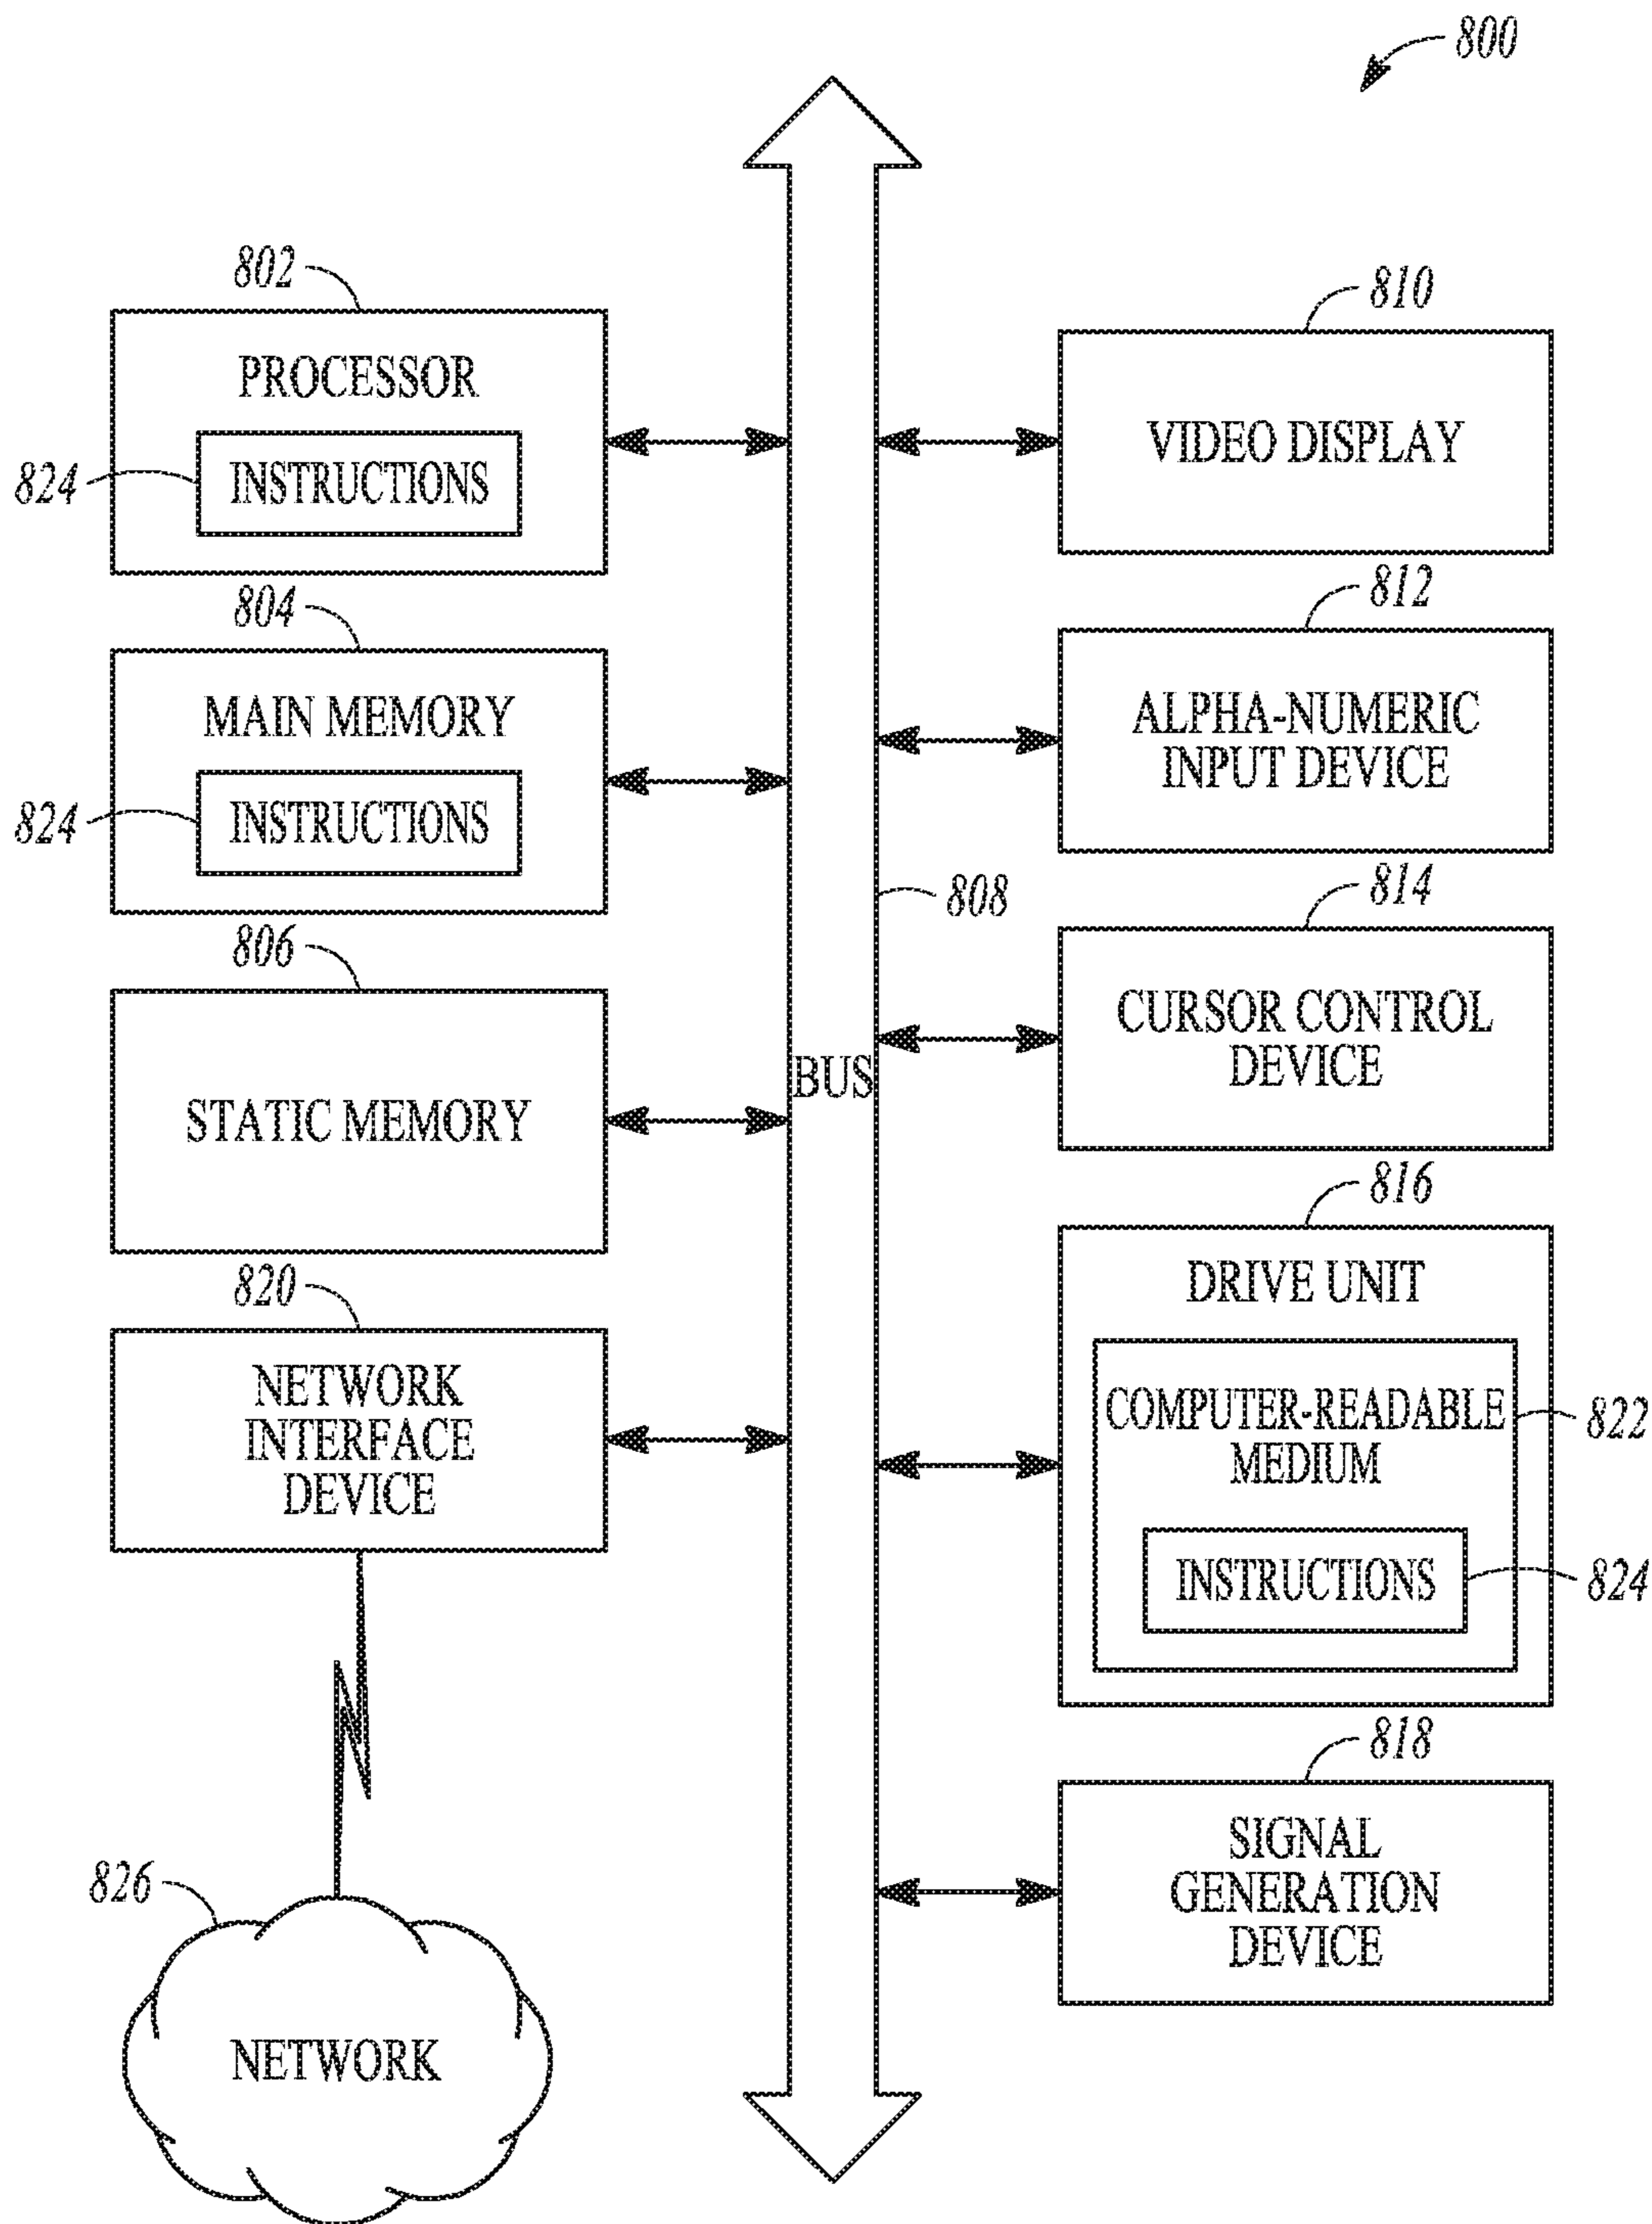 800
802
PROCESSOR
824
INSTRUCTIONS
804
MAIN MEMORY
824
INSTRUCTIONS
806
STATIC MEMORY
820
NETWORK
INTERFACE
DEVICE
826
NETWORK
BUS
808
810
VIDEO DISPLAY
812
ALPHA-NUMERIC
INPUT DEVICE
814
CURSOR CONTROL
DEVICE
816
DRIVE UNIT
COMPUTER-READABLE
MEDIUM
822
INSTRUCTIONS
824
818
SIGNAL
GENERATION
DEVICE